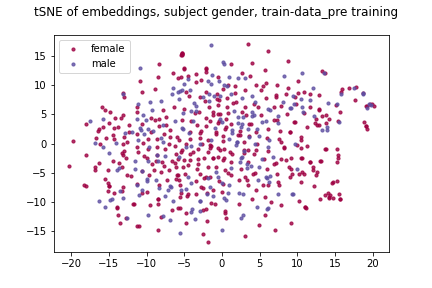 tSNE of embeddings, subject gender, train-data_pre training
female
male
15
10
5
0
−5
−10
−15
−20 −15 −10 −5 0 5 10 15 20